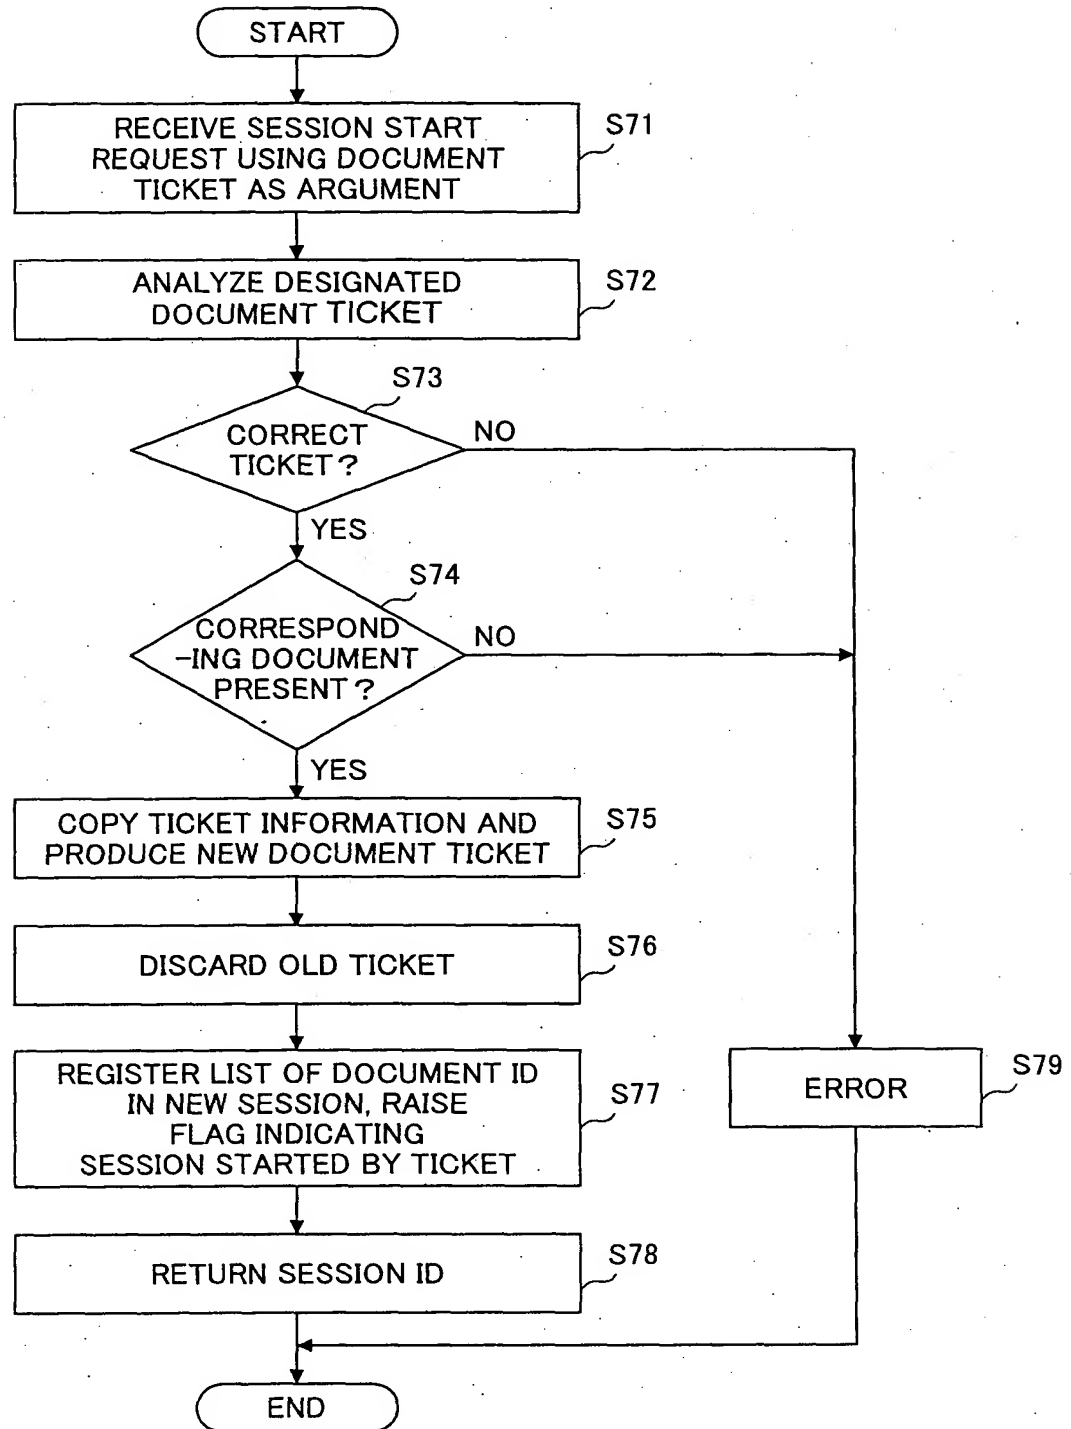 START
RECEIVE SESSION START
REQUEST USING DOCUMENT
TICKET AS ARGUMENT
S71
ANALYZE DESIGNATED
DOCUMENT TICKET
S72
S73
CORRECT
TICKET?
NO
YES
S74
CORRESPOND
-ING DOCUMENT
PRESENT?
NO
YES
COPY TICKET INFORMATION AND
PRODUCE NEW DOCUMENT TICKET
S75
DISCARD OLD TICKET
S76
REGISTER LIST OF DOCUMENT ID
IN NEW SESSION, RAISE
FLAG INDICATING
SESSION STARTED BY TICKET
S77
ERROR
S79
RETURN SESSION ID
S78
END